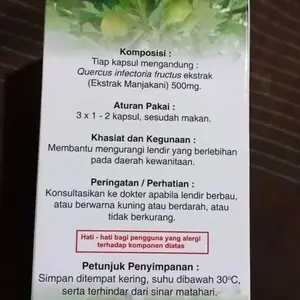 Komposisi :
Tiap kapsul mengandung :
Quercus infectoria fructus ekstrak
(Ekstrak Manjakani) 500mg.
Aturan Pakai :
3 x 1 - 2 kapsul, sesudah makan.
Khasiat dan Kegunaan :
Membantu mengurangi lendir yang berlebihan
pada daerah kewanitaan.
Peringatan / Perhatian :
Konsultasikan ke dokter apabila lendir berbau,
atau berwarna kuning atau berdarah, atau
tidak berkurang.
Hati - hati bagi pengguna yang alergi
terhadap komponen diatas
Petunjuk Penyimpanan :
Simpan ditempat kering, suhu dibawah 30°C,
serta terhindar dari sinar matahari.